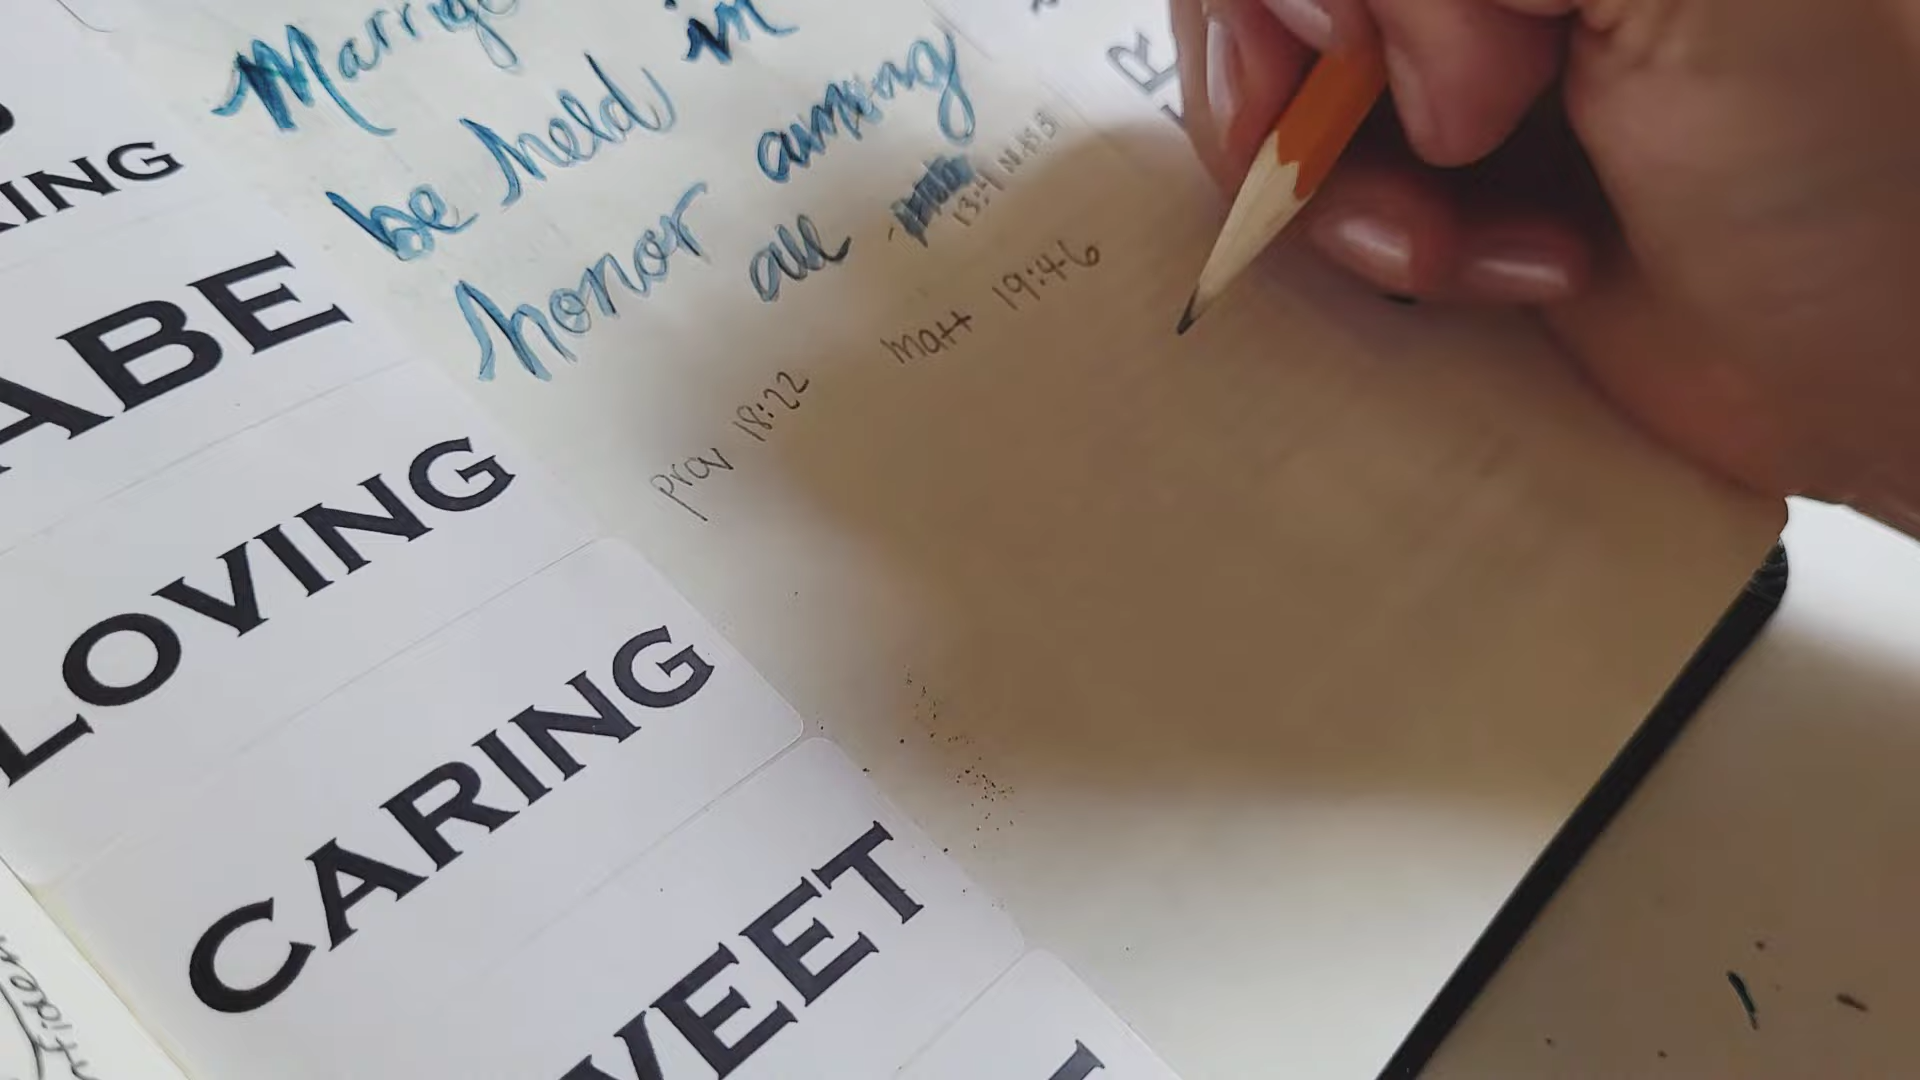 Marrige
be held in
honor among
all
13:4 NASB
Matt 19:4-6
Prov 18:22
KING
ABE
LOVING
CARING
WEET